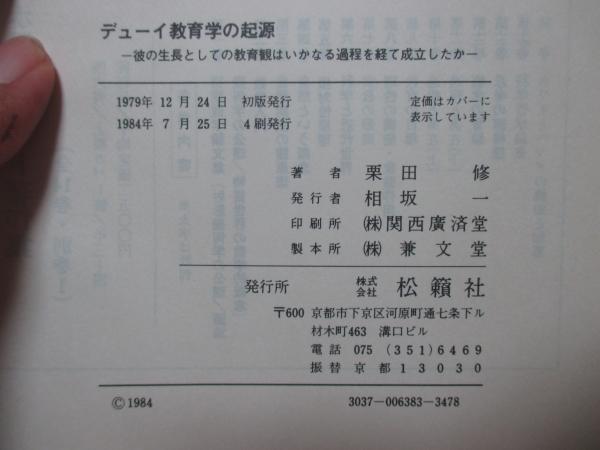 デューイ教育学の起源
―彼の生長としての教育観はいかなる過程を経て成立したか―
1979年 12月 24日 初版発行
1984年 7月 25日 4刷発行
定価はカバーに
表示しています
著者 栗田 修
発行者 相坂 一
印刷所 ㈱関西廣済堂
製本所 ㈱兼文堂
発行所 株式会社 松籟社
〒600 京都市下京区河原町通七条下ル
材木町463 溝口ビル
電話 075 (351)6469
振替京都13030
©1984 3037―006383―3478